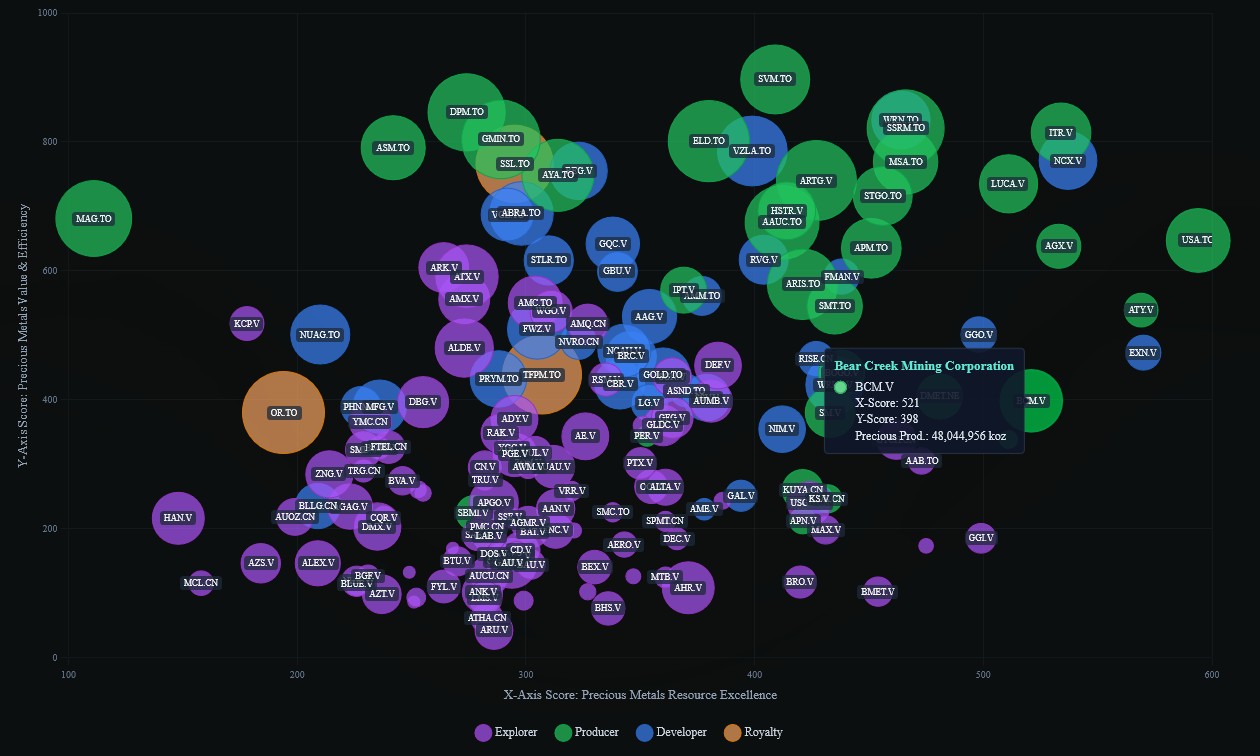 1000
800
600
400
200
0
Y-Axis Score: Precious Metals Value & Efficiency
SVM.TO
DPM.TO
WRN.TO
SSRM.TO
ITR.V
GMIN.TO
ELD.TO
ASM.TO
VZLA.TO
SSL.TO
MSA.TO
NCX.V
AYA.TO
ARTG.V
LUCA.V
STGO.TO
ABRA.TO
HSTR.V
MAG.TO
AAUC.TO
GQC.V
APM.TO
AGX.V
USA.TO
STLR.TO
RVG.V
ARK.V
GBU.V
ATX.V
FMAN.V
ARIS.TO
IPT.V
AMX.V
AMC.TO
WGO.V
SMT.TO
ATY.V
KCP.V
AMQ.CN
AAG.V
FWZ.V
NUAG.TO
GGO.V
NVRO.CN
ALDE.V
BRC.V
EXN.V
DEF.V
Bear Creek Mining Corporation
BCM.V
X-Score: 521
Y-Score: 398
Precious Prod.: 48,044,956 koz
PRYM.TO
TFPM.TO
GOLD.TO
CBR.V
ASND.TO
DBG.V
LG.V
AUMB.V
MFG.V
OR.TO
YMC.CN
ADY.V
GLDC.V
RAK.V
AE.V
PER.V
NIM.V
FTEL.CN
PGE.V
AAB.TO
ZNG.V
TRG.CN
CN.V
AWM.V
PTX.V
TRU.V
BVA.V
VRR.V
ALTA.V
GAL.V
KUYA.CN
BLLG.CN
GAG.V
APGO.V
AAN.V
AME.V
SMC.TO
HAN.V
AUOZ.CN
CQR.V
AGMR.V
SPMT.CN
APN.V
PMC.CN
MAX.V
LAB.V
DEC.V
GGI.V
AERO.V
CD.V
DOS.V
AZS.V
ALEX.V
BTU.V
BEX.V
BGF.V
AUCU.CN
MTB.V
MCL.CN
FYL.V
AHR.V
BRO.V
AZT.V
ANK.V
BMET.V
BHS.V
ATHA.CN
ARU.V
100
200
300
400
500
600
X-Axis Score: Precious Metals Resource Excellence
Explorer
Producer
Developer
Royalty